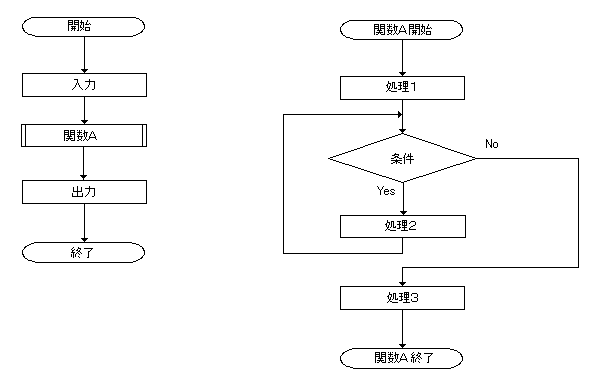 開始
入力
関数A
出力
終了
関数A開始
処理1
条件
No
Yes
処理2
処理3
関数A終了